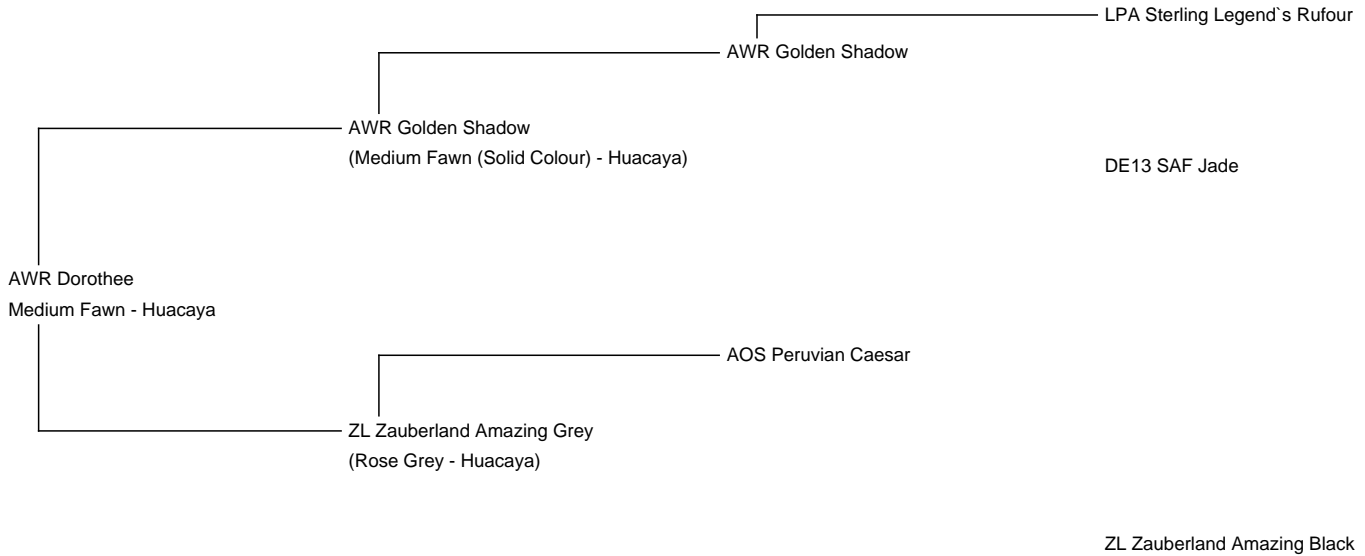 LPA Sterling Legend`s Rufour
AWR Golden Shadow
AWR Golden Shadow
(Medium Fawn (Solid Colour) - Huacaya)
DE13 SAF Jade
AWR Dorothee
Medium Fawn - Huacaya
AOS Peruvian Caesar
ZL Zauberland Amazing Grey
(Rose Grey - Huacaya)
ZL Zauberland Amazing Black